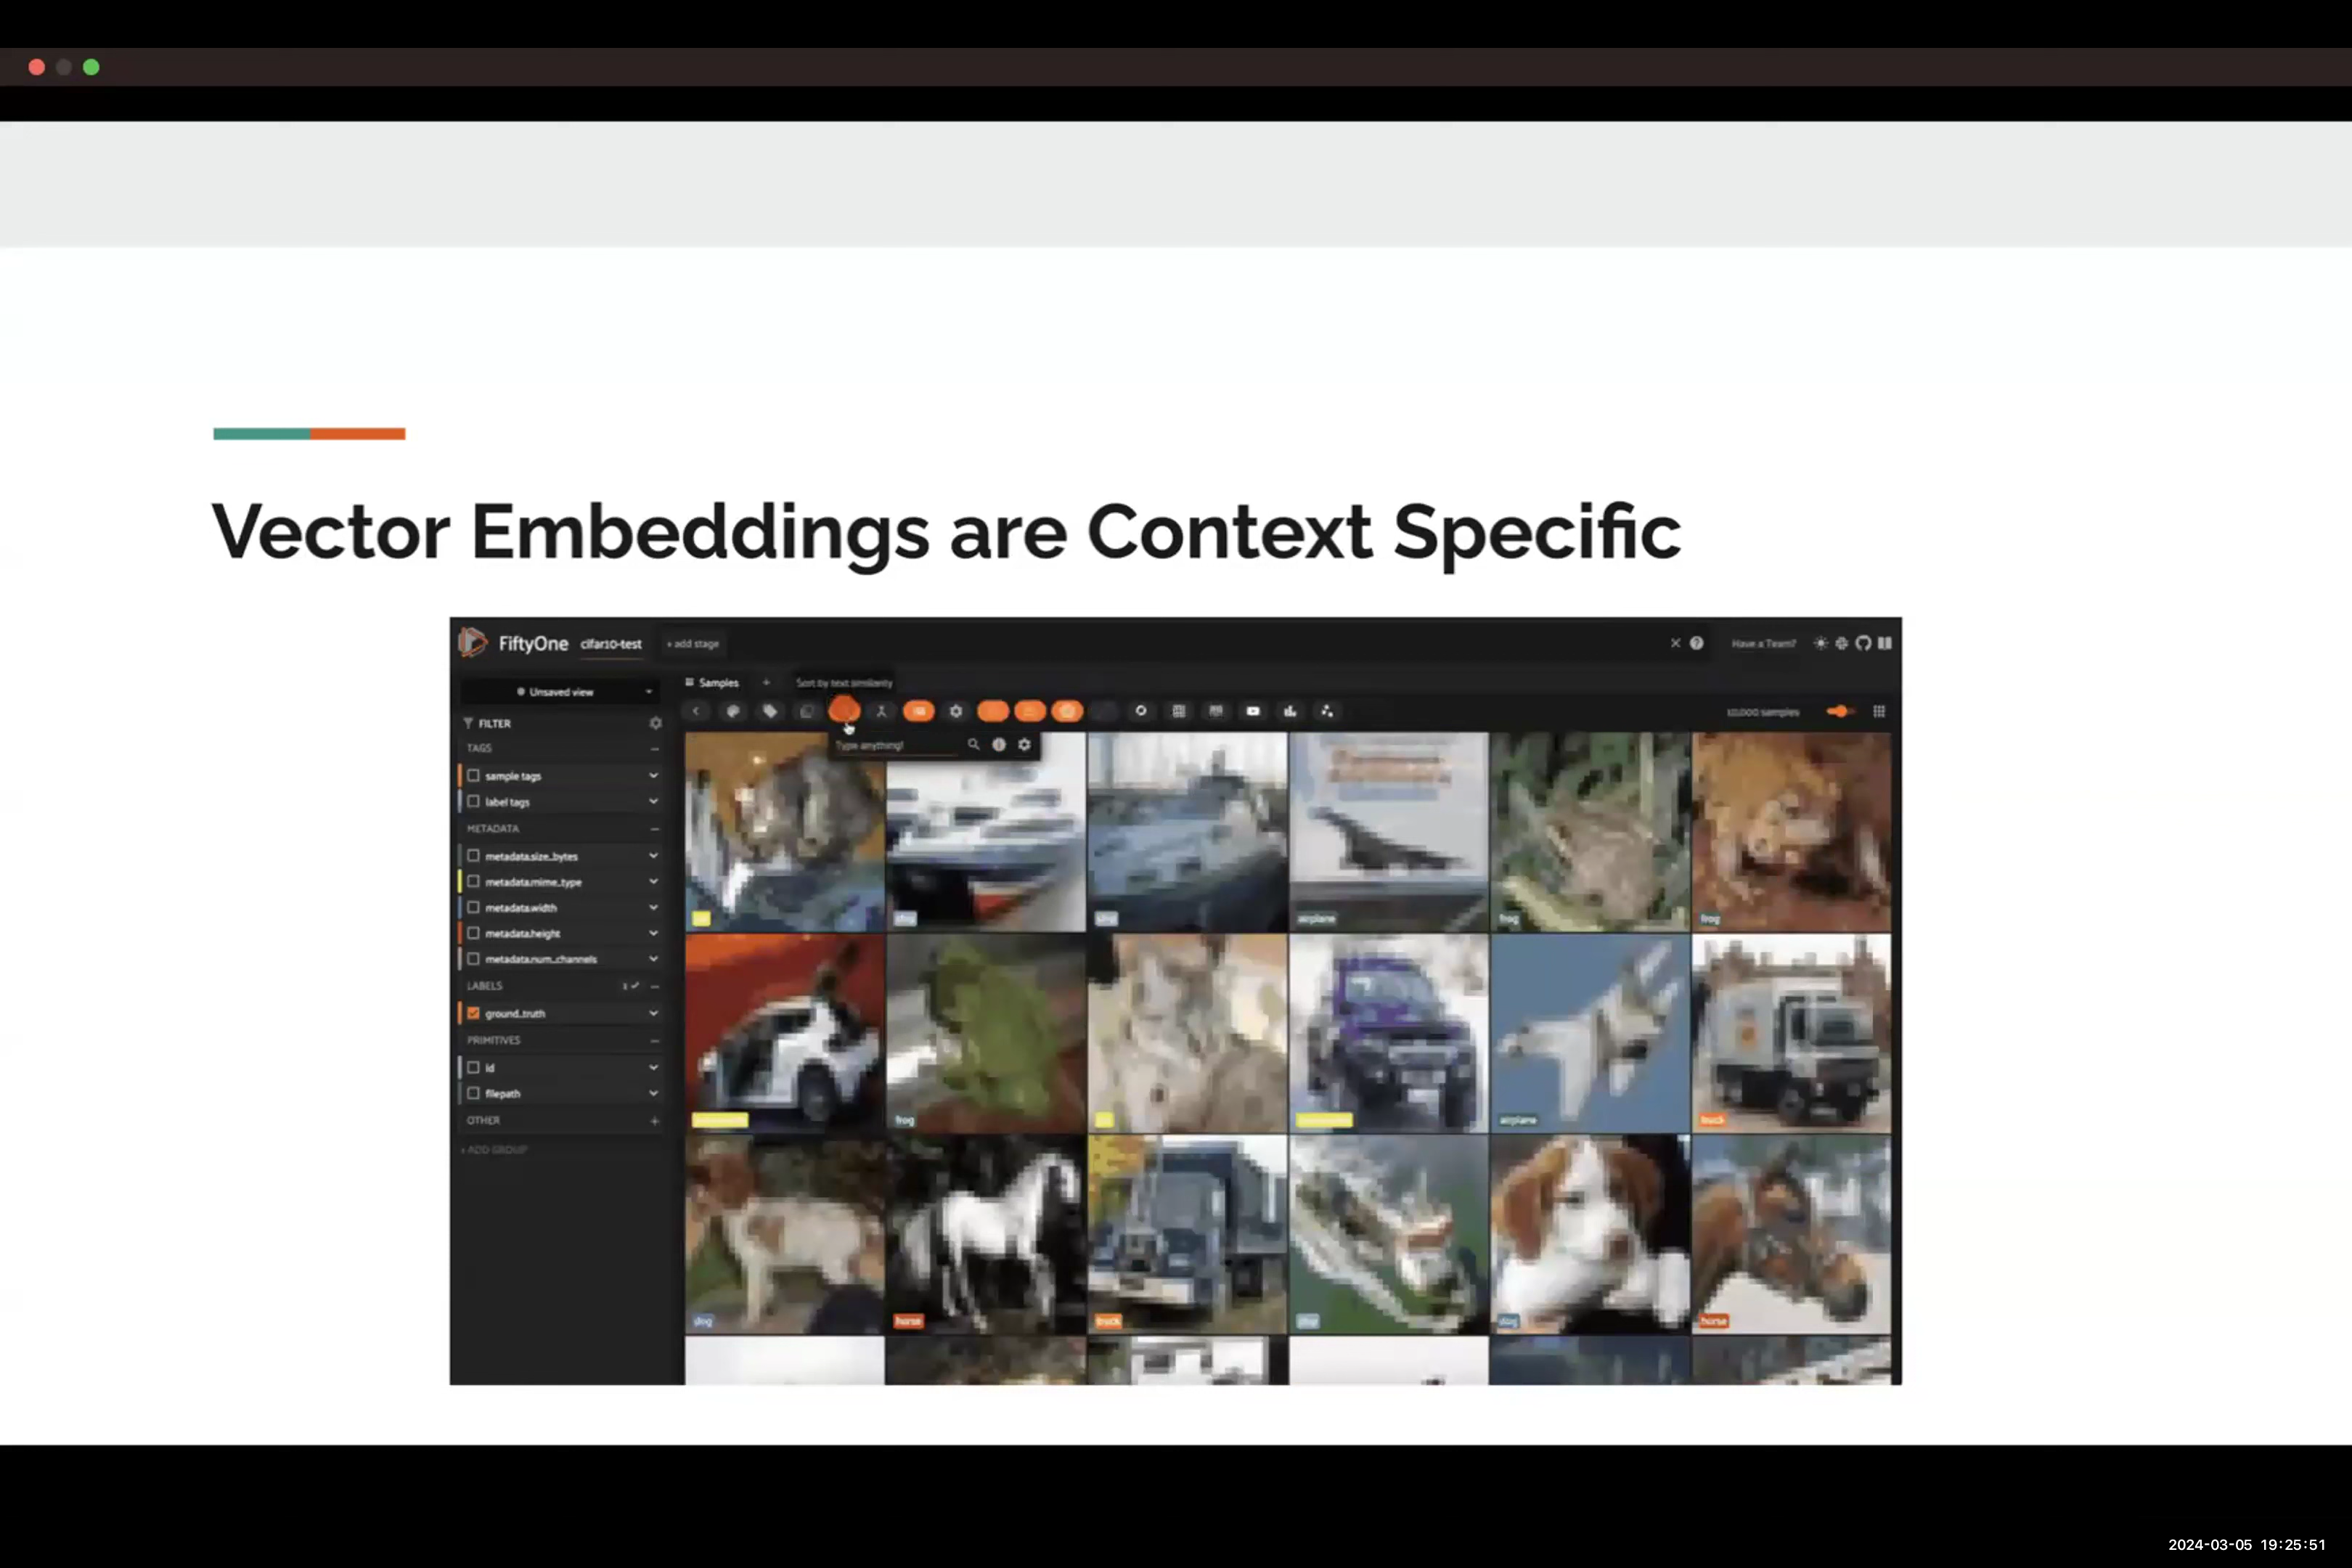 Vector Embeddings are Context Specific
FiftyOne cifar10-test + add stage Have a Team?
Unsaved view
Samples + Sort by text similarity
FILTER
10,000 samples
TAGS
Type anything!
sample tags
label tags
METADATA
metadata.size_bytes
metadata.mime_type
metadata.width
metadata.height
metadata.num_channels
LABELS 1
ground_truth
PRIMITIVES
id
filepath
OTHER
+ ADD GROUP
ship airplane frog frog
frog airplane truck
dog horse truck ship dog horse
2024-03-05 19:25:51